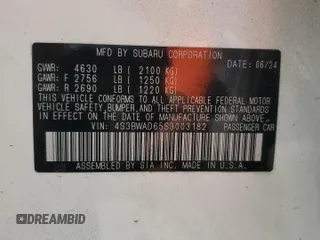 MFD. BY SUBARU CORPORATION
DATE: 06/24
GVWR: 4630 LB ( 2100 KG)
GAWR: F 2756 LB ( 1250 KG)
GAWR: R 2690 LB ( 1220 KG)
THIS VEHICLE CONFORMS TO ALL APPLICABLE FEDERAL MOTOR
VEHICLE SAFETY, BUMPER, AND THEFT PREVENTION STANDARDS
IN EFFECT ON THE DATE OF MANUFACTURE SHOWN ABOVE.
VIN: 4S3BWAD65S3003182 PASSENGER CAR
ASSEMBLED BY SIA INC. MADE IN U.S.A.
DREAMBID